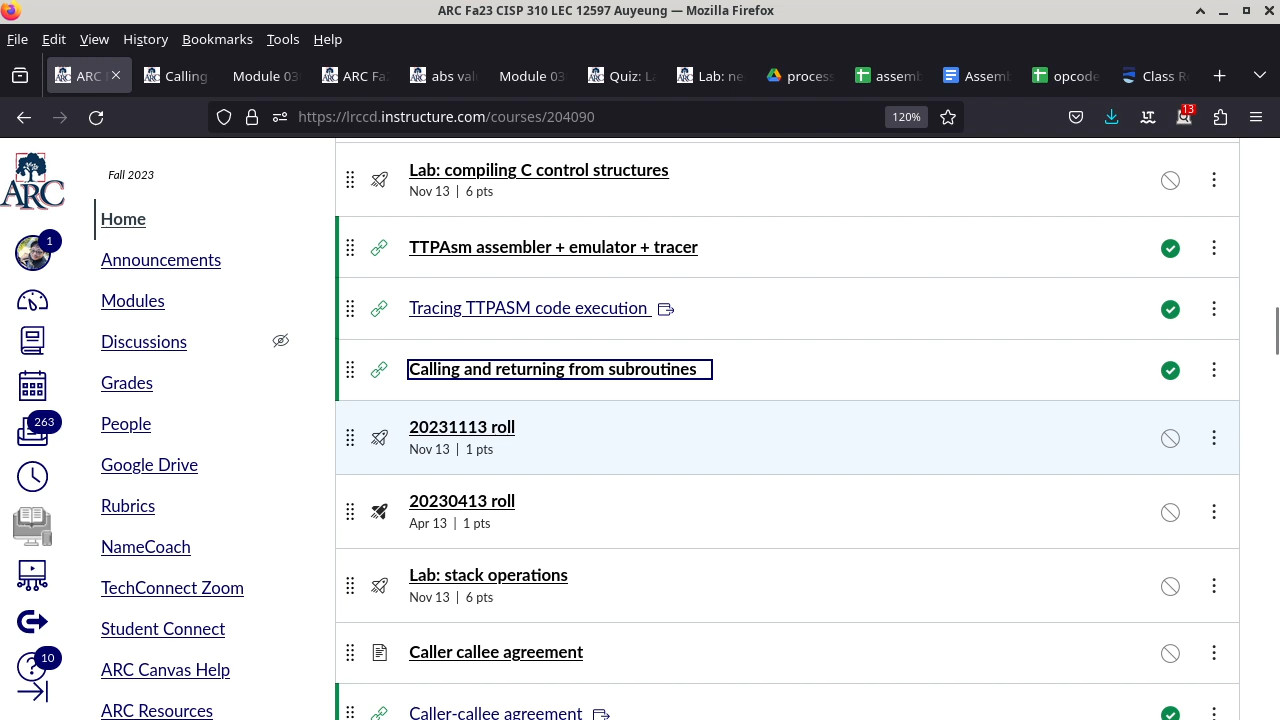 ARC Fa23 CISP 310 LEC 12597 Auyeung — Mozilla Firefox
File Edit View History Bookmarks Tools Help
ARC Calling Module 03 ARC Fa abs val Module 03 Quiz: L Lab: ne process assemb Assemb opcode Class R
https://lrccd.instructure.com/courses/204090 120% 13
ARC
Fall 2023
Home
1
Announcements
Modules
Discussions
Grades
263
People
Google Drive
Rubrics
NameCoach
TechConnect Zoom
Student Connect
10
ARC Canvas Help
ARC Resources
Lab: compiling C control structures
Nov 13 | 6 pts
TTPAsm assembler + emulator + tracer
Tracing TTPASM code execution
Calling and returning from subroutines
20231113 roll
Nov 13 | 1 pts
20230413 roll
Apr 13 | 1 pts
Lab: stack operations
Nov 13 | 6 pts
Caller callee agreement
Caller-callee agreement